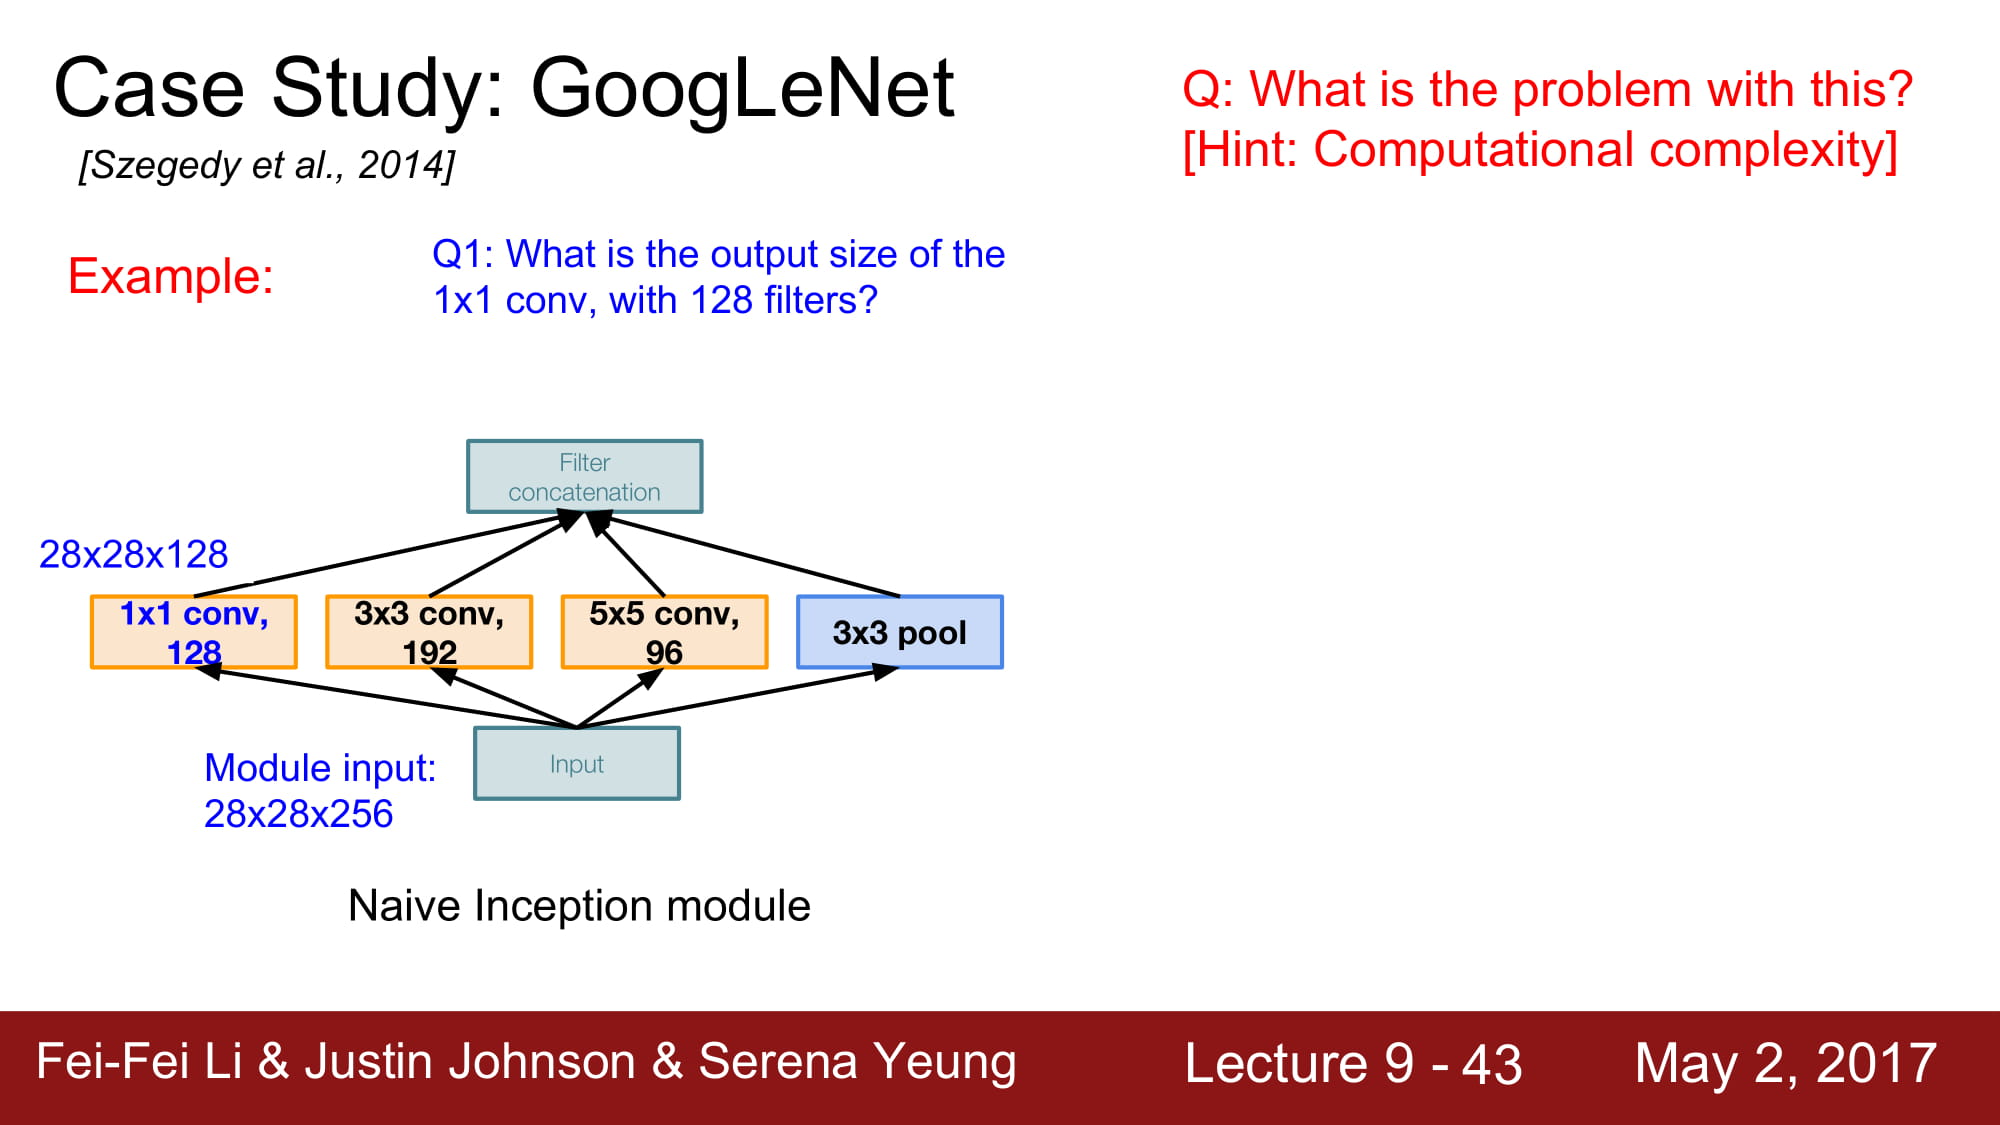 Case Study: GoogLeNet
[Szegedy et al., 2014]
Q: What is the problem with this?
[Hint: Computational complexity]
Example:
Q1: What is the output size of the
1x1 conv, with 128 filters?
Filter
concatenation
28x28x128
1x1 conv,
128
3x3 conv,
192
5x5 conv,
96
3x3 pool
Module input:
28x28x256
Input
Naive Inception module
Fei-Fei Li & Justin Johnson & Serena Yeung
Lecture 9 - 43
May 2, 2017